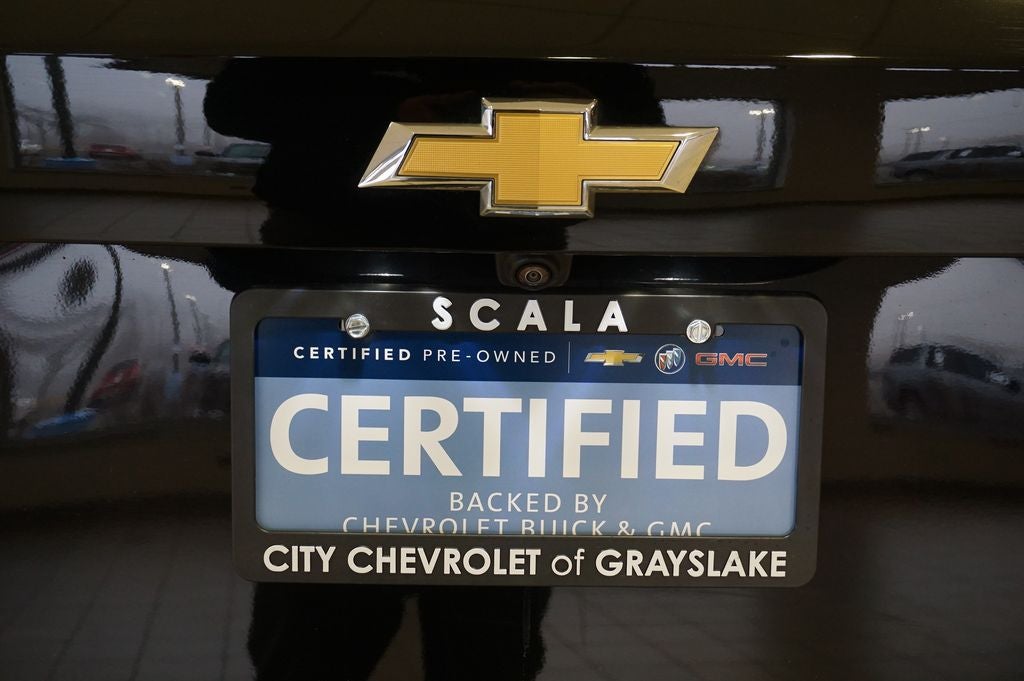 SCALA
CERTIFIED PRE-OWNED GMC
CERTIFIED
BACKED BY
CHEVROLET BUICK & GMC
CITY CHEVROLET of GRAYSLAKE